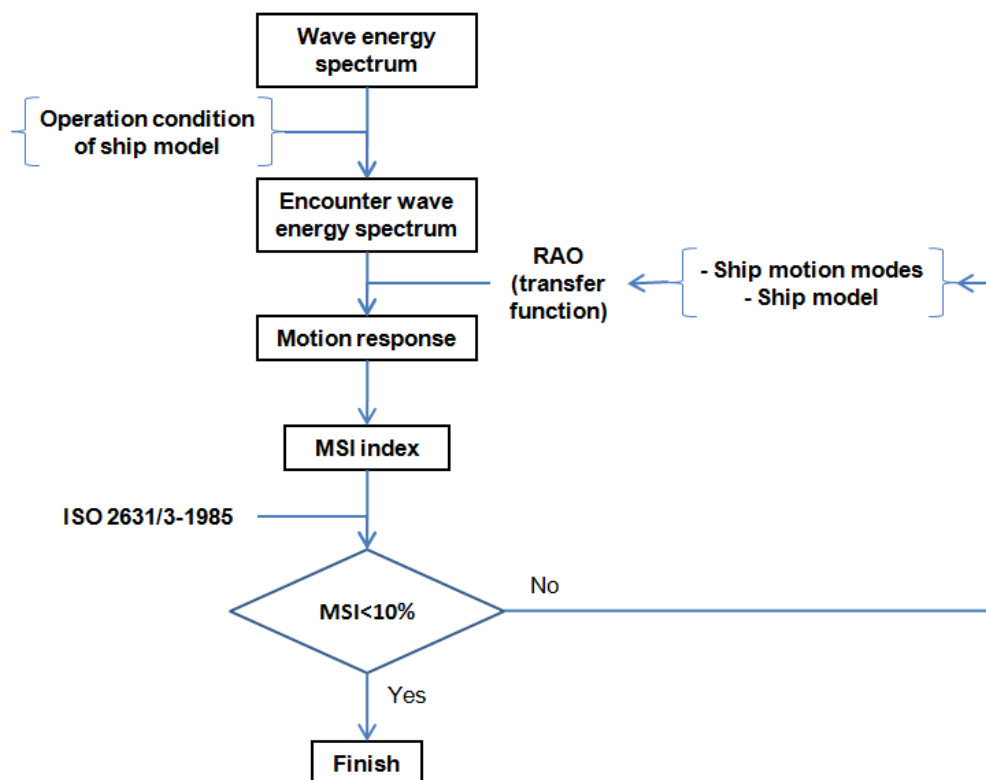 Wave energy
spectrum
Operation condition
of ship model
Encounter wave
energy spectrum
RAO
(transfer
function)
- Ship motion modes
- Ship model
Motion response
MSI index
ISO 2631/3-1985
MSI<10%
No
Yes
Finish